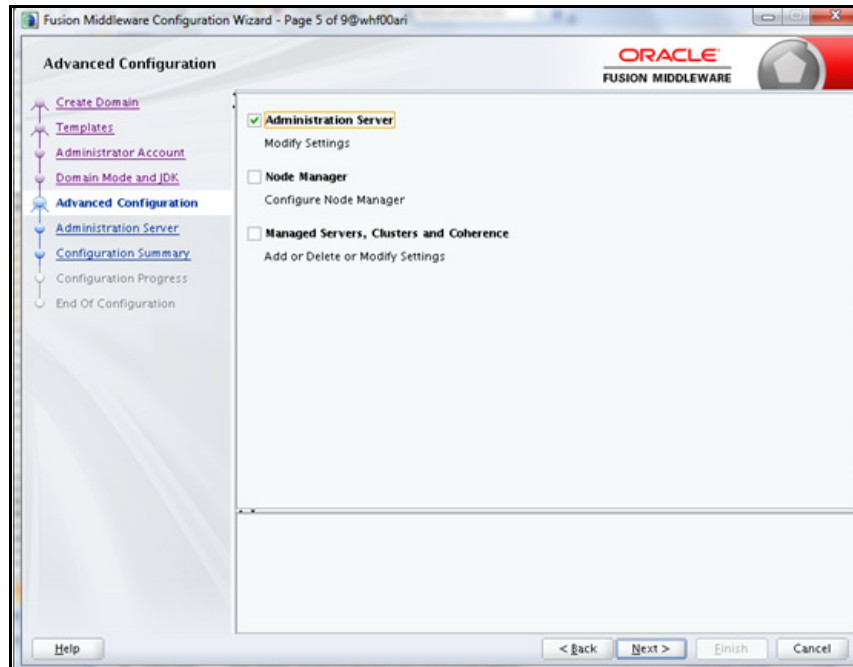 Fusion Middleware Configuration Wizard - Page 5 of 9@whf00ari
Advanced Configuration
ORACLE
FUSION MIDDLEWARE
Create Domain
Templates
Administrator Account
Domain Mode and JDK
Advanced Configuration
Administration Server
Configuration Summary
Configuration Progress
End Of Configuration
Administration Server
Modify Settings
Node Manager
Configure Node Manager
Managed Servers, Clusters and Coherence
Add or Delete or Modify Settings
Help
< Back
Next >
Finish
Cancel